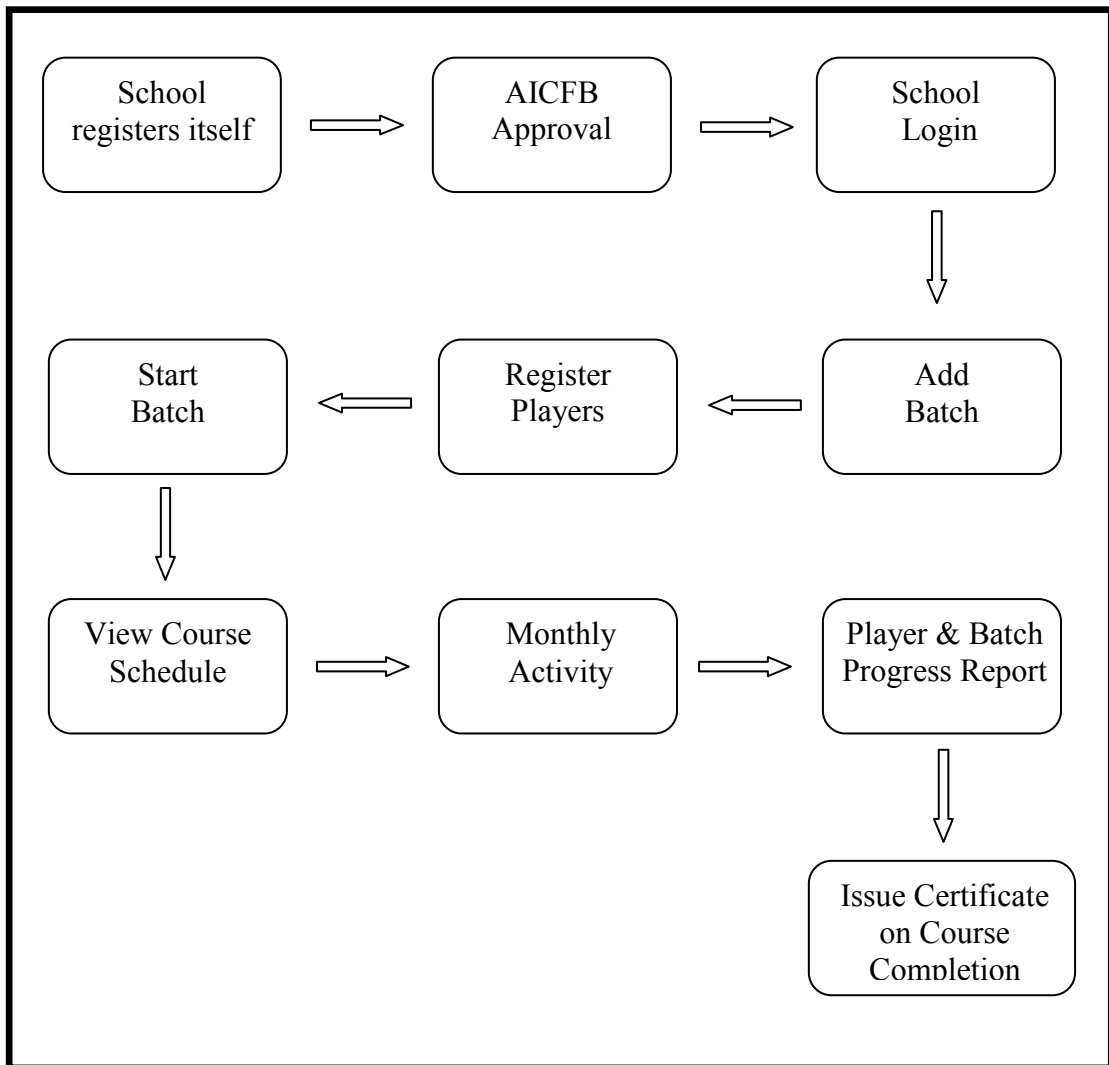 School
registers itself
AICFB
Approval
School
Login
Start
Batch
Register
Players
Add
Batch
View Course
Schedule
Monthly
Activity
Player & Batch
Progress Report
Issue Certificate
on Course
Completion